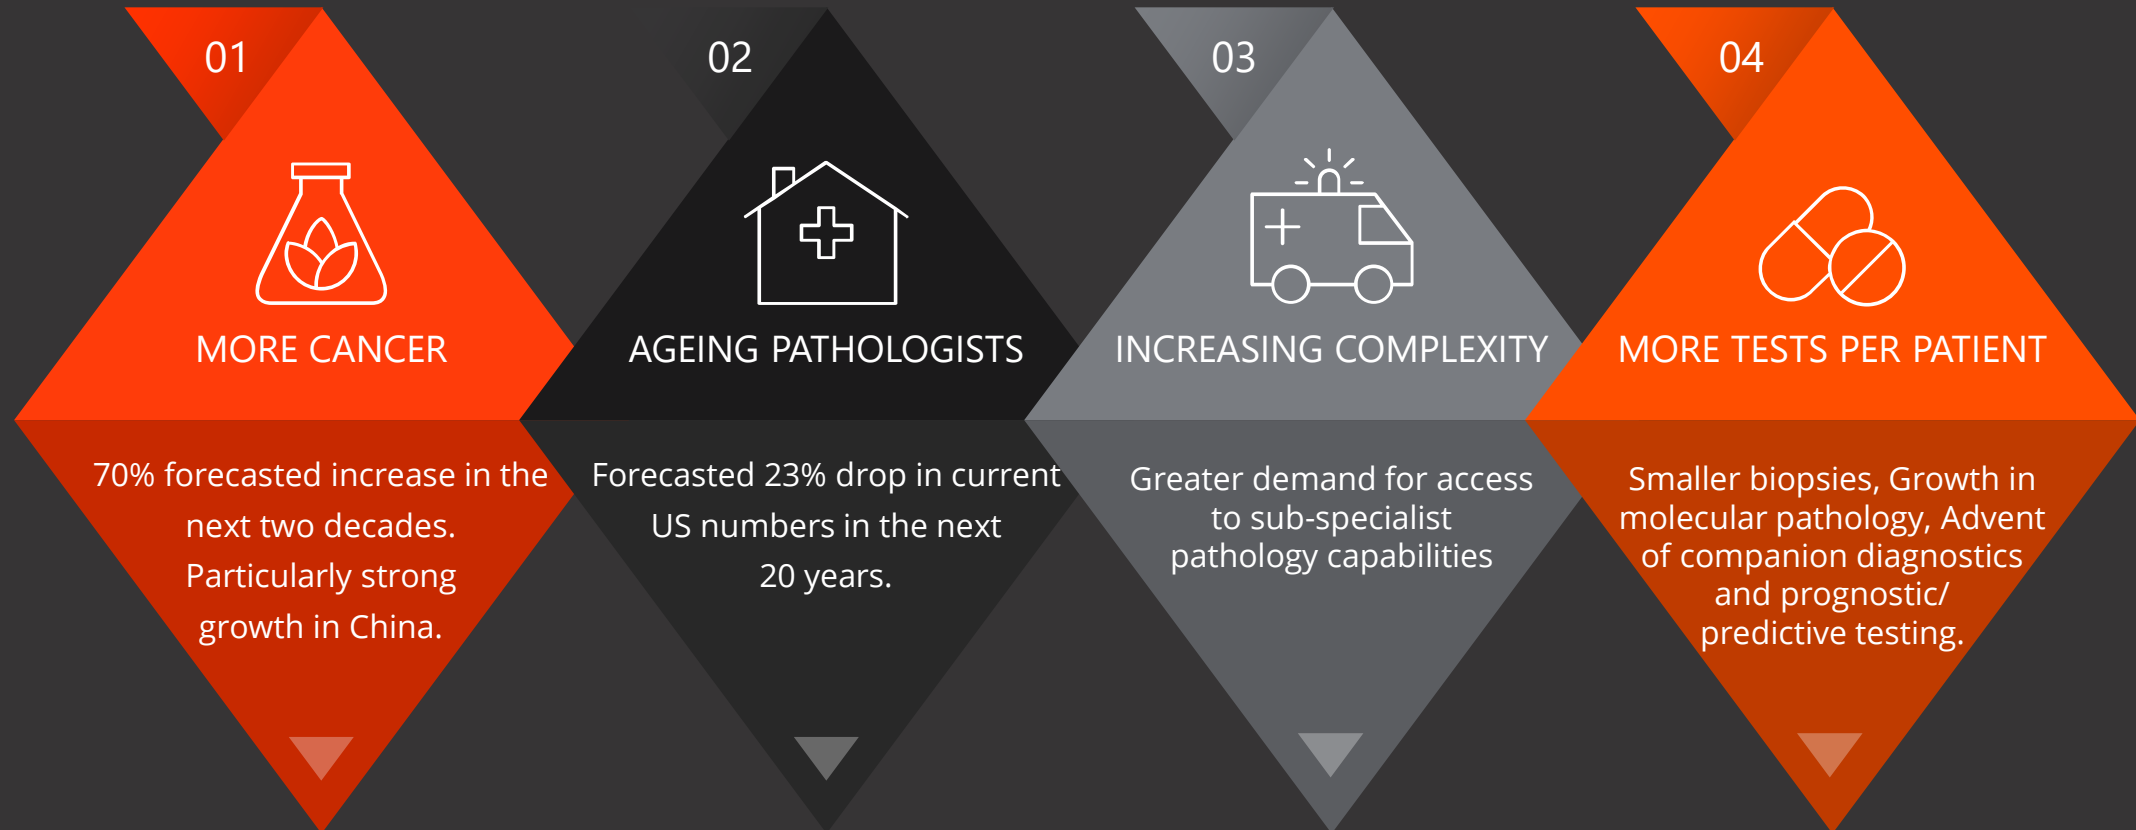 01
MORE CANCER
70% forecasted increase in the
next two decades.
Particularly strong
growth in China.
02
AGEING PATHOLOGISTS
Forecasted 23% drop in current
US numbers in the next
20 years.
03
INCREASING COMPLEXITY
Greater demand for access
to sub-specialist
pathology capabilities
04
MORE TESTS PER PATIENT
Smaller biopsies, Growth in
molecular pathology, Advent
of companion diagnostics
and prognostic/
predictive testing.